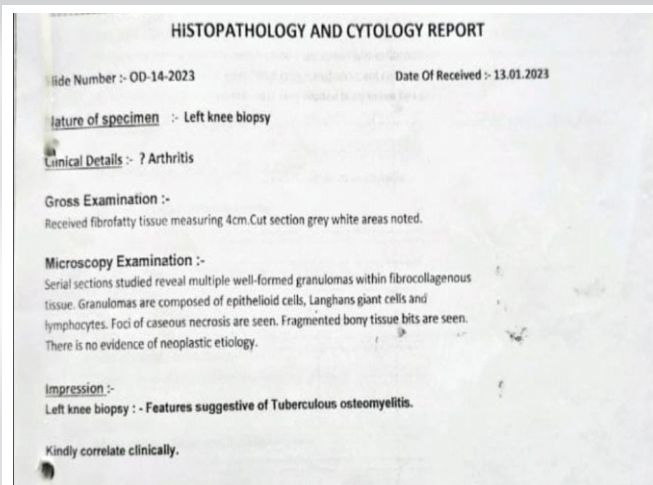 HISTOPATHOLOGY AND CYTOLOGY REPORT
lide Number :- OD-14-2023 Date Of Received :- 13.01.2023
lature of specimen :- Left knee biopsy
Clinical Details :- ? Arthritis
Gross Examination :-
Received fibrofatty tissue measuring 4cm.Cut section grey white areas noted.
Microscopy Examination :-
Serial sections studied reveal multiple well-formed granulomas within fibrocollagenous
tissue. Granulomas are composed of epithelioid cells, Langhans giant cells and
lymphocytes. Foci of caseous necrosis are seen. Fragmented bony tissue bits are seen.
There is no evidence of neoplastic etiology.
Impression :-
Left knee biopsy : - Features suggestive of Tuberculous osteomyelitis.
Kindly correlate clinically.